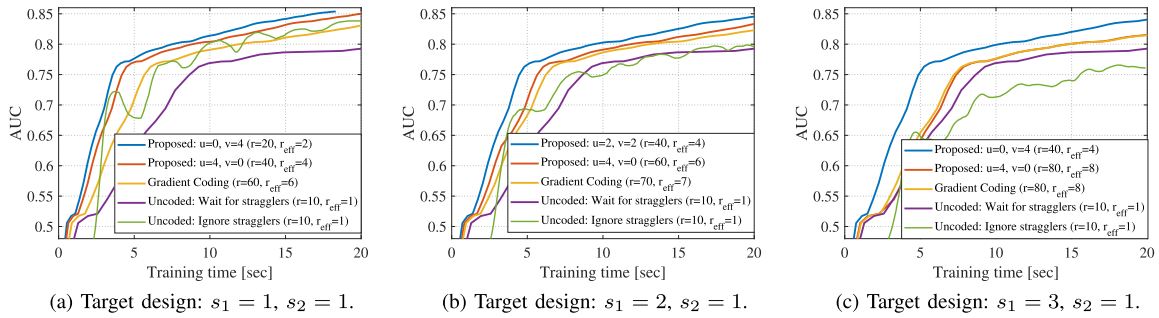 AUC
0.85
0.8
0.75
0.7
0.65
0.6
0.55
0.5
Proposed: u=0, v=4 (r=20, r_eff=2)
Proposed: u=4, v=0 (r=40, r_eff=4)
Gradient Coding (r=60, r_eff=6)
Uncoded: Wait for stragglers (r=10, r_eff=1)
Uncoded: Ignore stragglers (r=10, r_eff=1)
0 5 10 15 20
Training time [sec]
(a) Target design: s₁ = 1, s₂ = 1.
AUC
0.85
0.8
0.75
0.7
0.65
0.6
0.55
0.5
Proposed: u=2, v=2 (r=40, r_eff=4)
Proposed: u=4, v=0 (r=60, r_eff=6)
Gradient Coding (r=70, r_eff=7)
Uncoded: Wait for stragglers (r=10, r_eff=1)
Uncoded: Ignore stragglers (r=10, r_eff=1)
0 5 10 15 20
Training time [sec]
(b) Target design: s₁ = 2, s₂ = 1.
AUC
0.85
0.8
0.75
0.7
0.65
0.6
0.55
0.5
Proposed: u=0, v=4 (r=40, r_eff=4)
Proposed: u=4, v=0 (r=80, r_eff=8)
Gradient Coding (r=80, r_eff=8)
Uncoded: Wait for stragglers (r=10, r_eff=1)
Uncoded: Ignore stragglers (r=10, r_eff=1)
0 5 10 15 20
Training time [sec]
(c) Target design: s₁ = 3, s₂ = 1.